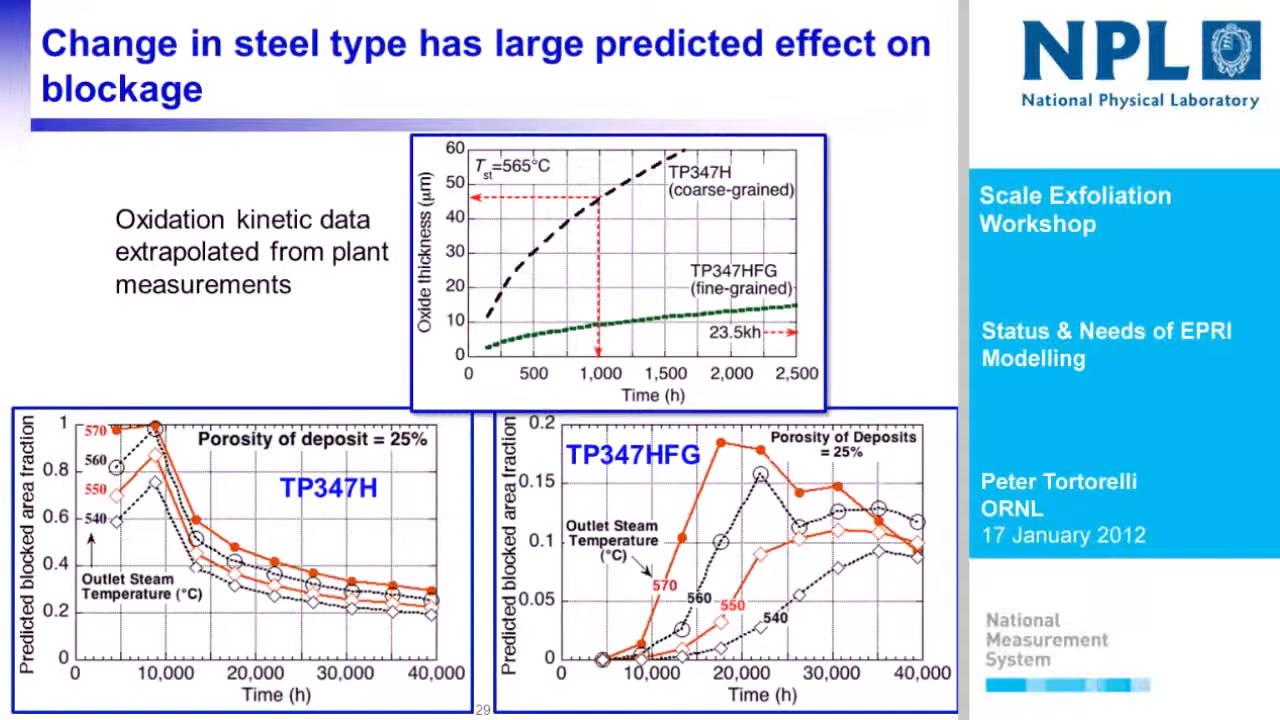 Change in steel type has large predicted effect on
blockage
Oxidation kinetic data
extrapolated from plant
measurements
60
50
40
30
20
10
0
Oxide thickness (μm)
Tst=565°C
TP347H
(coarse-grained)
TP347HFG
(fine-grained)
23.5kh
0 500 1,000 1,500 2,000 2,500
Time (h)
Predicted blocked area fraction
1
0.8
0.6
0.4
0.2
0
570
560
550
540
Porosity of deposit = 25%
TP347H
Outlet Steam
Temperature (°C)
0 10,000 20,000 30,000 40,000
Time (h)
Predicted blocked area fraction
0.2
0.15
0.1
0.05
0
TP347HFG
Porosity of Deposits
= 25%
Outlet Steam
Temperature
(°C)
570
560
550
540
0 10,000 20,000 30,000 40,000
Time (h)
29
NPL
National Physical Laboratory
Scale Exfoliation
Workshop
Status & Needs of EPRI
Modelling
Peter Tortorelli
ORNL
17 January 2012
National
Measurement
System